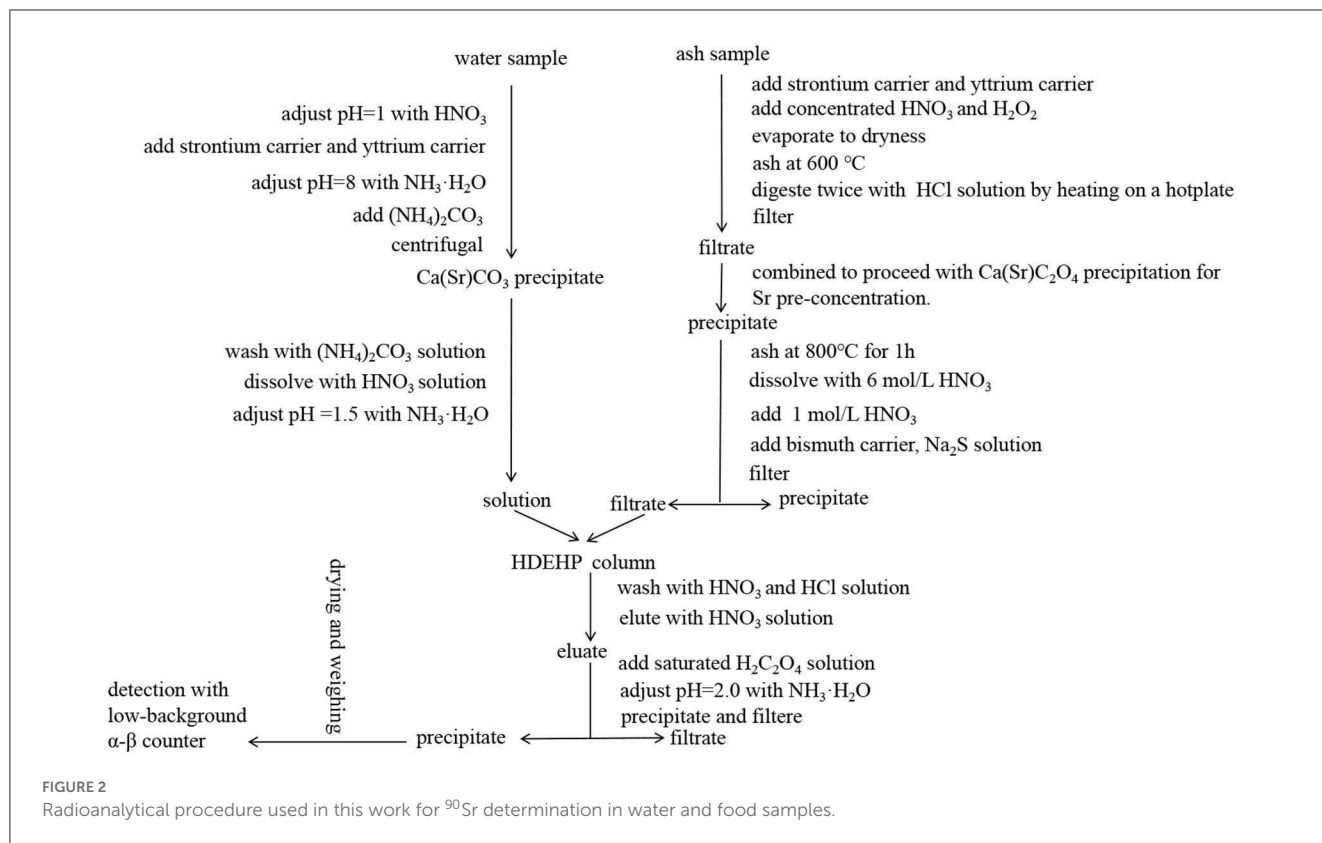 water sample
adjust pH=1 with HNO₃
add strontium carrier and yttrium carrier
adjust pH=8 with NH₃·H₂O
add (NH₄)₂CO₃
centrifugal
Ca(Sr)CO₃ precipitate
wash with (NH₄)₂CO₃ solution
dissolve with HNO₃ solution
adjust pH =1.5 with NH₃·H₂O
solution
ash sample
add strontium carrier and yttrium carrier
add concentrated HNO₃ and H₂O₂
evaporate to dryness
ash at 600 °C
digeste twice with HCl solution by heating on a hotplate
filter
filtrate
combined to proceed with Ca(Sr)C₂O₄ precipitation for
Sr pre-concentration.
precipitate
ash at 800°C for 1h
dissolve with 6 mol/L HNO₃
add 1 mol/L HNO₃
add bismuth carrier, Na₂S solution
filter
filtrate
precipitate
HDEHP column
wash with HNO₃ and HCl solution
elute with HNO₃ solution
eluate
add saturated H₂C₂O₄ solution
adjust pH=2.0 with NH₃·H₂O
precipitate and filtere
filtrate
precipitate
drying and weighing
detection with
low-background
α-β counter
FIGURE 2
Radioanalytical procedure used in this work for ⁹⁰Sr determination in water and food samples.